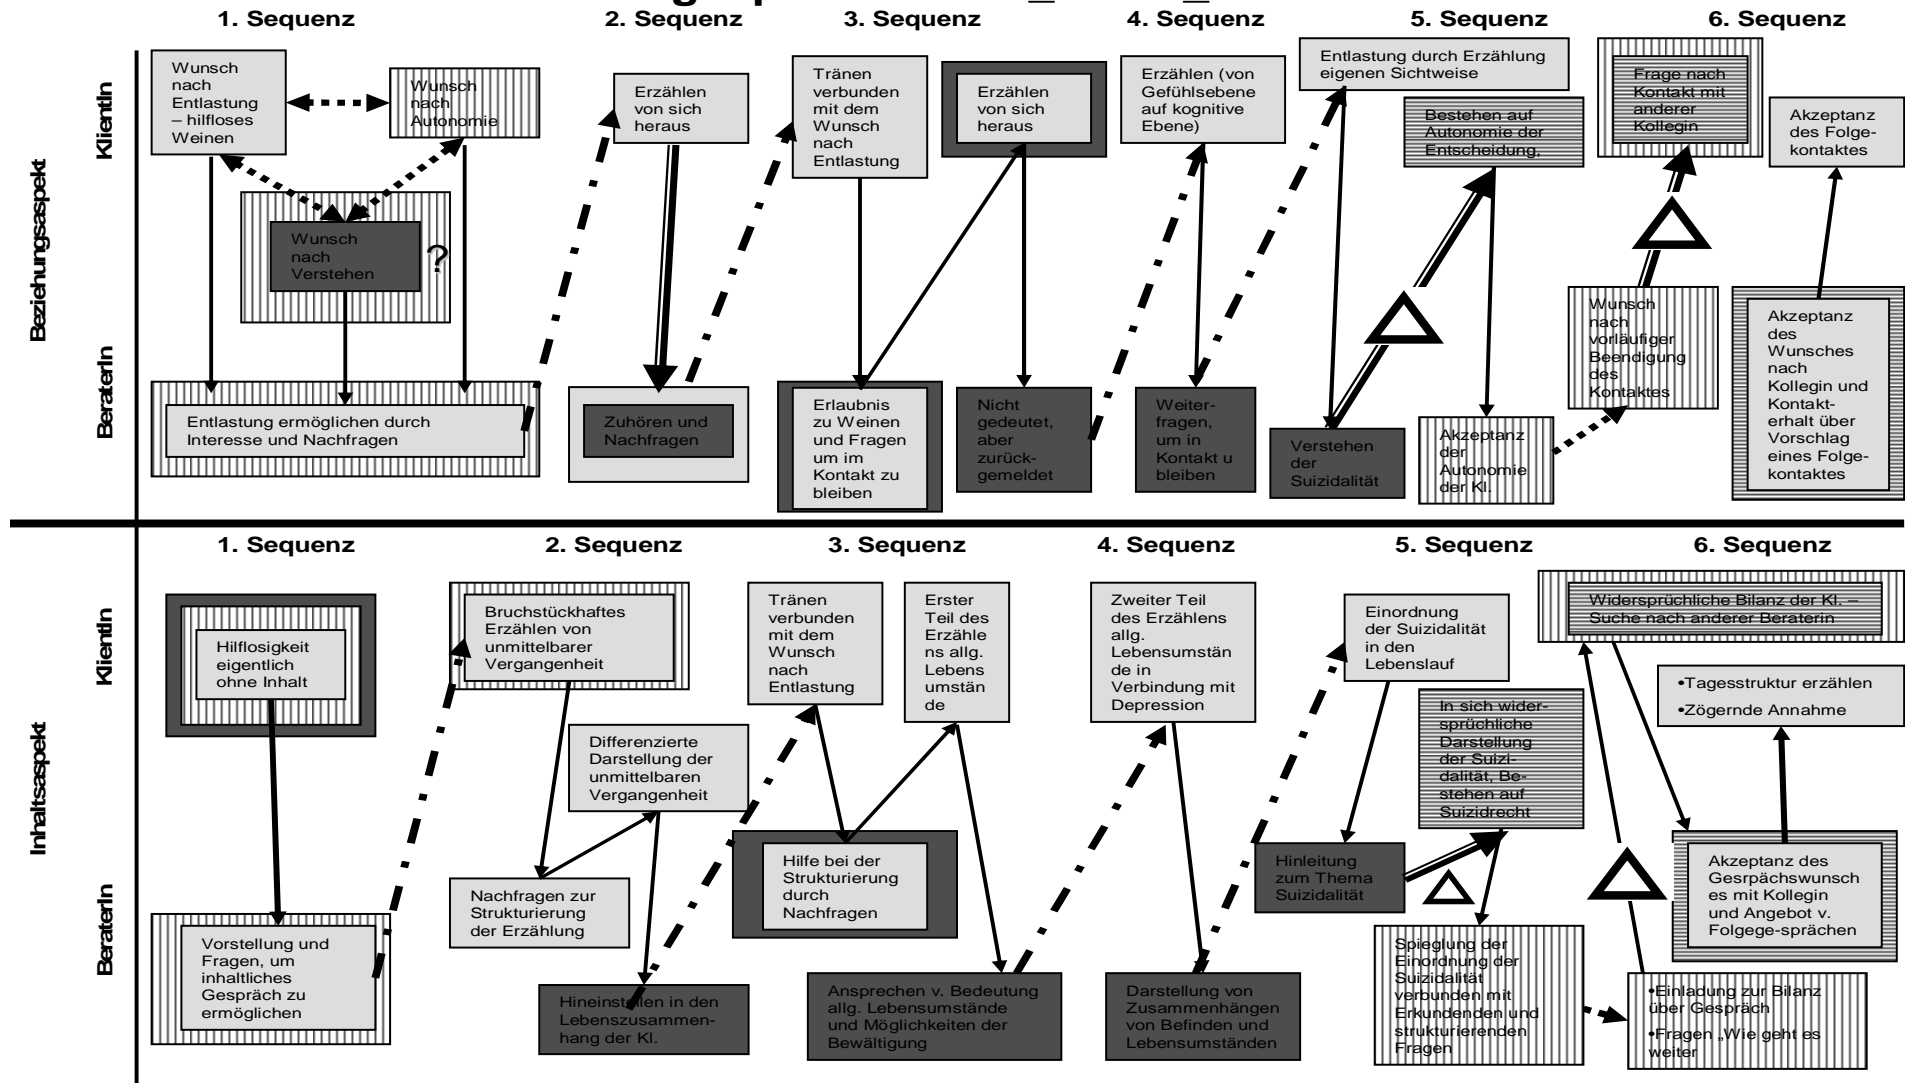 1. Sequenz
2. Sequenz
3. Sequenz
4. Sequenz
5. Sequenz
6. Sequenz
Beziehungsaspekt
KlientIn
Wunsch
nach
Entlastung
– hilfloses
Weinen
Wunsch
nach
Autonomie
Wunsch
nach
Verstehen
?
Erzählen
von sich
heraus
Tränen
verbunden
mit dem
Wunsch
nach
Entlastung
Erzählen
von sich
heraus
Erzählen (von
Gefühlsebene
auf kognitive
Ebene)
Entlastung durch Erzählung
eigenen Sichtweise
Bestehen auf
Autonomie der
Entscheidung,
Frage nach
Kontakt mit
anderer
Kollegin
Akzeptanz
des Folge-
kontaktes
BeraterIn
Entlastung ermöglichen durch
Interesse und Nachfragen
Zuhören und
Nachfragen
Erlaubnis
zu Weinen
und Fragen
um im
Kontakt zu
bleiben
Nicht
gedeutet,
aber
zurück-
gemeldet
Weiter-
fragen,
um in
Kontakt u
bleiben
Verstehen
der
Suizidalität
Akzeptanz
der
Autonomie
der Kl.
Wunsch
nach
vorläufiger
Beendigung
des
Kontaktes
Akzeptanz
des
Wunsches
nach
Kollegin und
Kontakt-
erhalt über
Vorschlag
eines Folge-
kontaktes
1. Sequenz
2. Sequenz
3. Sequenz
4. Sequenz
5. Sequenz
6. Sequenz
Inhaltsaspekt
KlientIn
Hilflosigkeit
eigentlich
ohne Inhalt
Bruchstückhaftes
Erzählen von
unmittelbarer
Vergangenheit
Differenzierte
Darstellung der
unmittelbaren
Vergangenheit
Tränen
verbunden
mit dem
Wunsch
nach
Entlastung
Erster
Teil des
Erzähle
ns allg.
Lebens
umstän
de
Zweiter Teil
des Erzählens
allg.
Lebensumstän
de in
Verbindung mit
Depression
Einordnung
der Suizidalität
in den
Lebenslauf
In sich wider-
sprüchliche
Darstellung
der Suizi-
dalität, Be-
stehen auf
Suizidrecht
Widersprüchliche Bilanz der Kl. –
Suche nach anderer Beraterin
•Tagesstruktur erzählen
•Zögernde Annahme
BeraterIn
Vorstellung und
Fragen, um
inhaltliches
Gespräch zu
ermöglichen
Nachfragen zur
Strukturierung
der Erzählung
Hineinstellen in den
Lebenszusammen-
hang der Kl.
Hilfe bei der
Strukturierung
durch
Nachfragen
Ansprechen v. Bedeutung
allg. Lebensumstände
und Möglichkeiten der
Bewältigung
Darstellung von
Zusammenhängen
von Befinden und
Lebensumständen
Hinleitung
zum Thema
Suizidalität
Spieglung der
Einordnung der
Suizidalität
verbunden mit
Erkundenden und
strukturierenden
Fragen
Akzeptanz des
Gesrpächswunsch
es mit Kollegin
und Angebot v.
Folgege-sprächen
•Einladung zur Bilanz
über Gespräch
•Fragen „Wie geht es
weiter